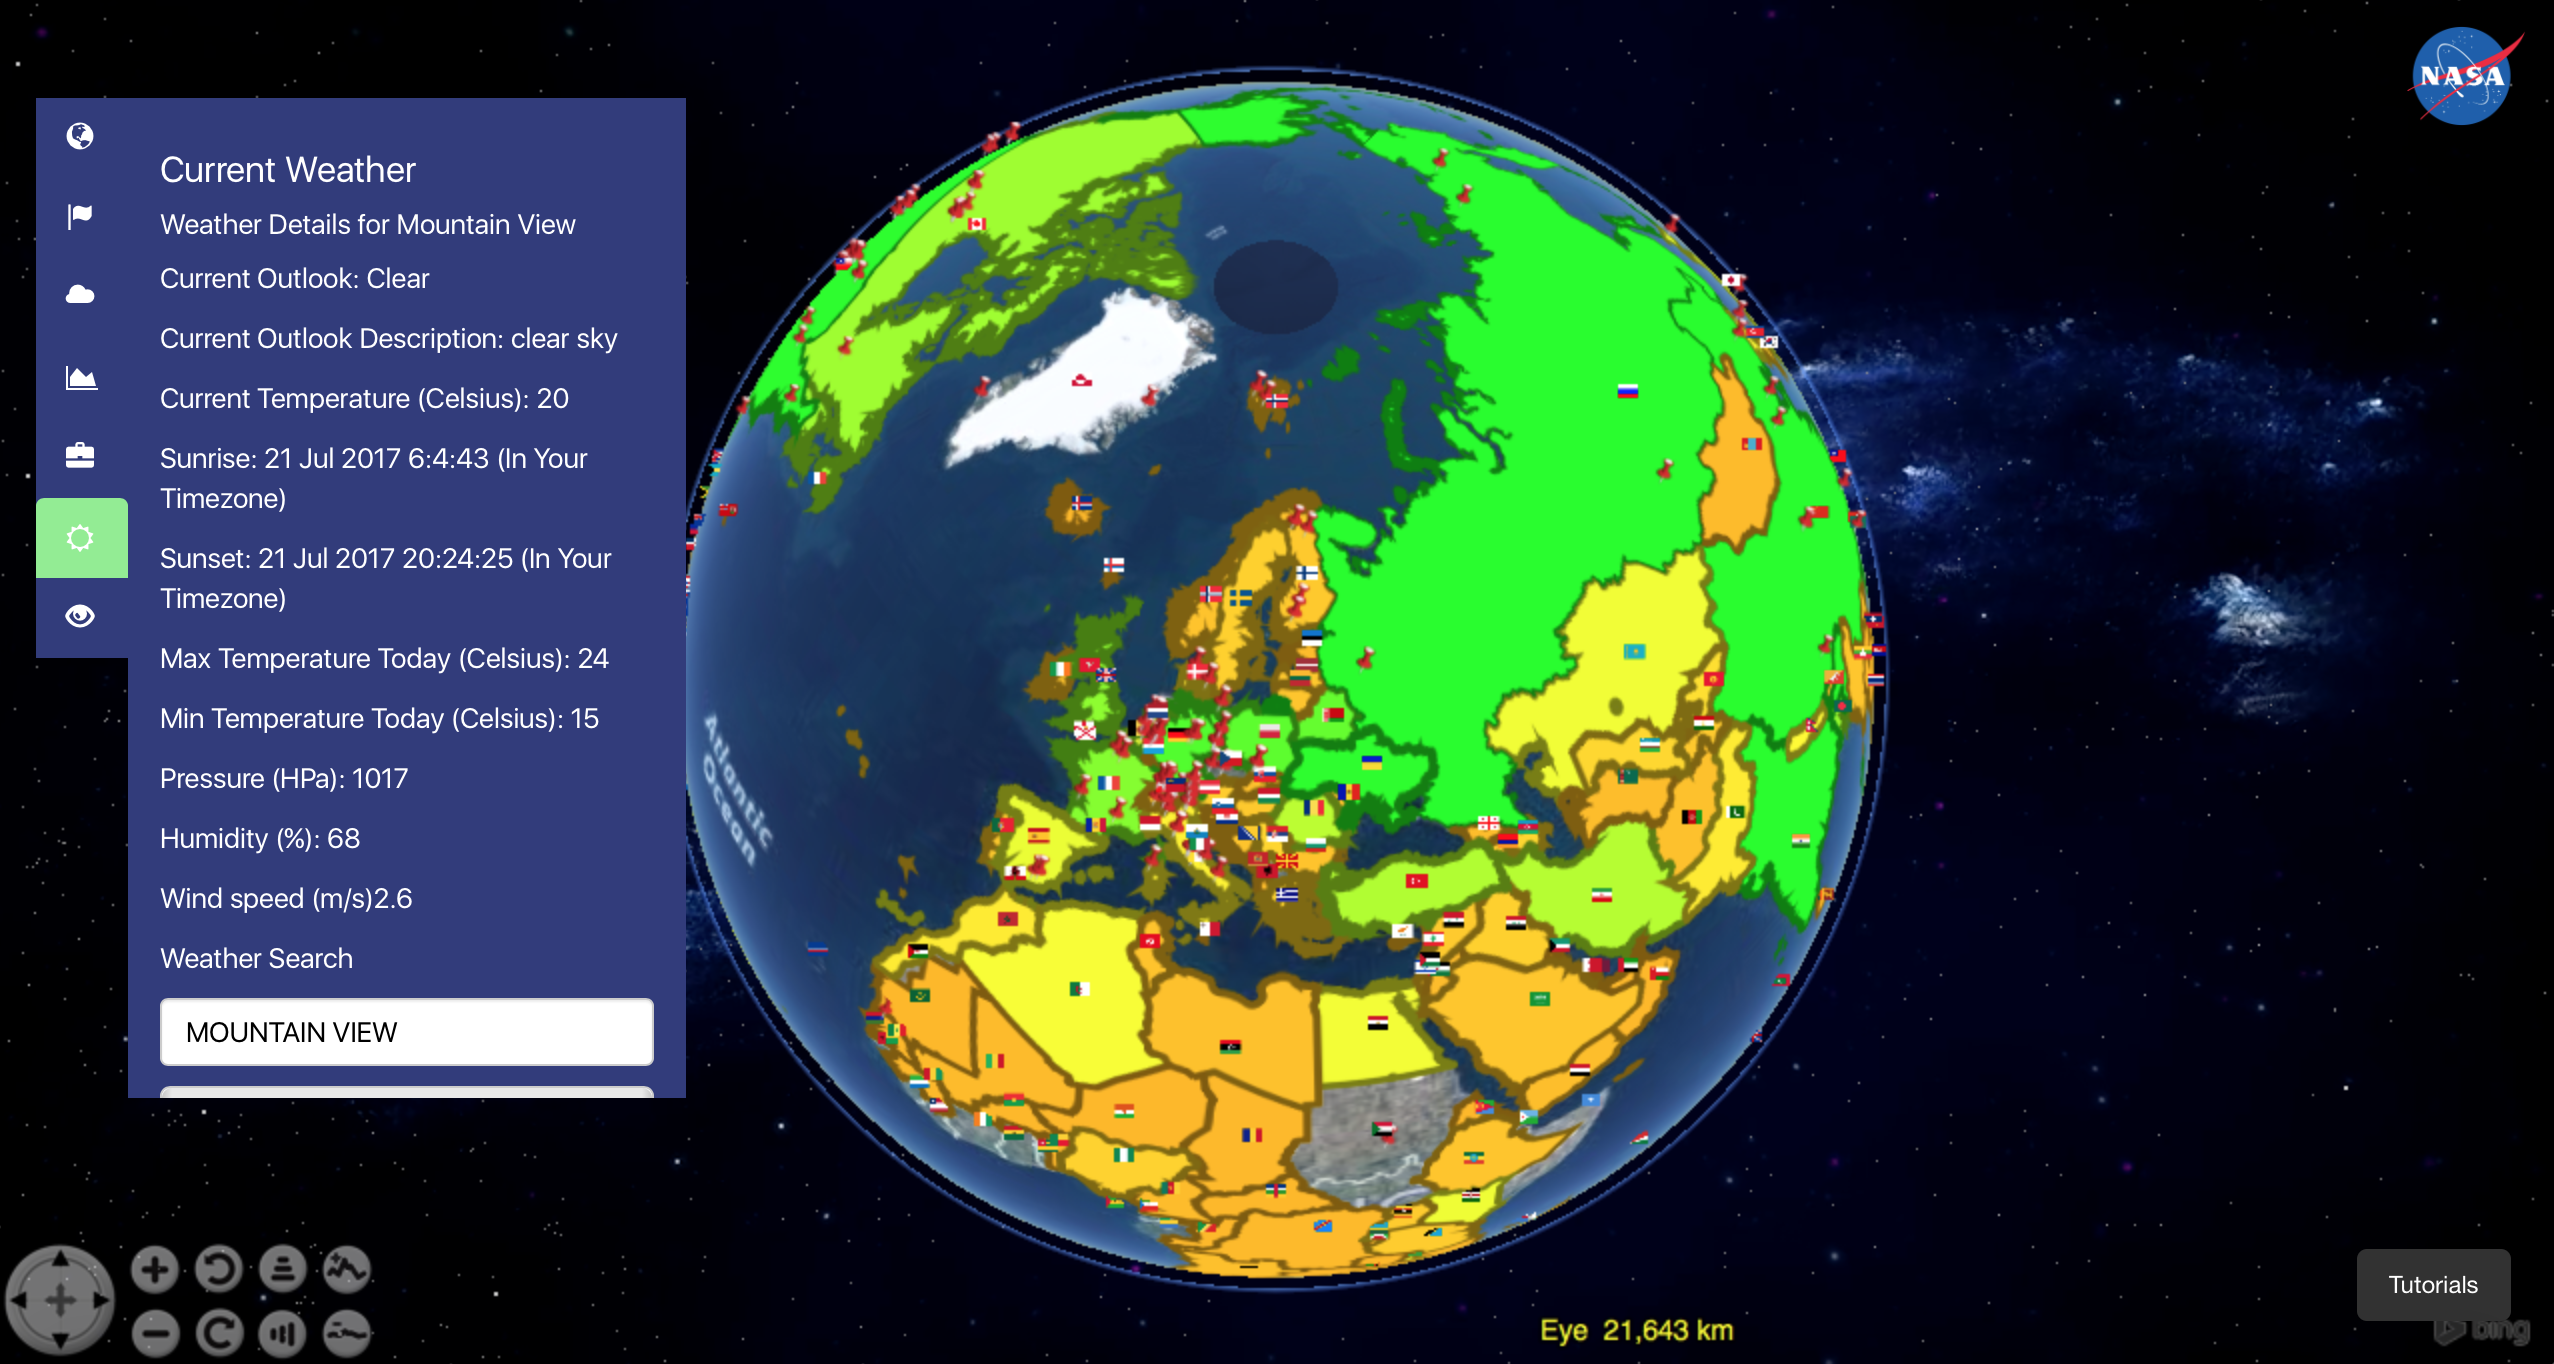 NASA
Current Weather
Weather Details for Mountain View
Current Outlook: Clear
Current Outlook Description: clear sky
Current Temperature (Celsius): 20
Sunrise: 21 Jul 2017 6:4:43 (In Your
Timezone)
Sunset: 21 Jul 2017 20:24:25 (In Your
Timezone)
Max Temperature Today (Celsius): 24
Min Temperature Today (Celsius): 15
Pressure (HPa): 1017
Humidity (%): 68
Wind speed (m/s)2.6
Weather Search
MOUNTAIN VIEW
Atlantic
Ocean
Tutorials
Eye 21,643 km
bing